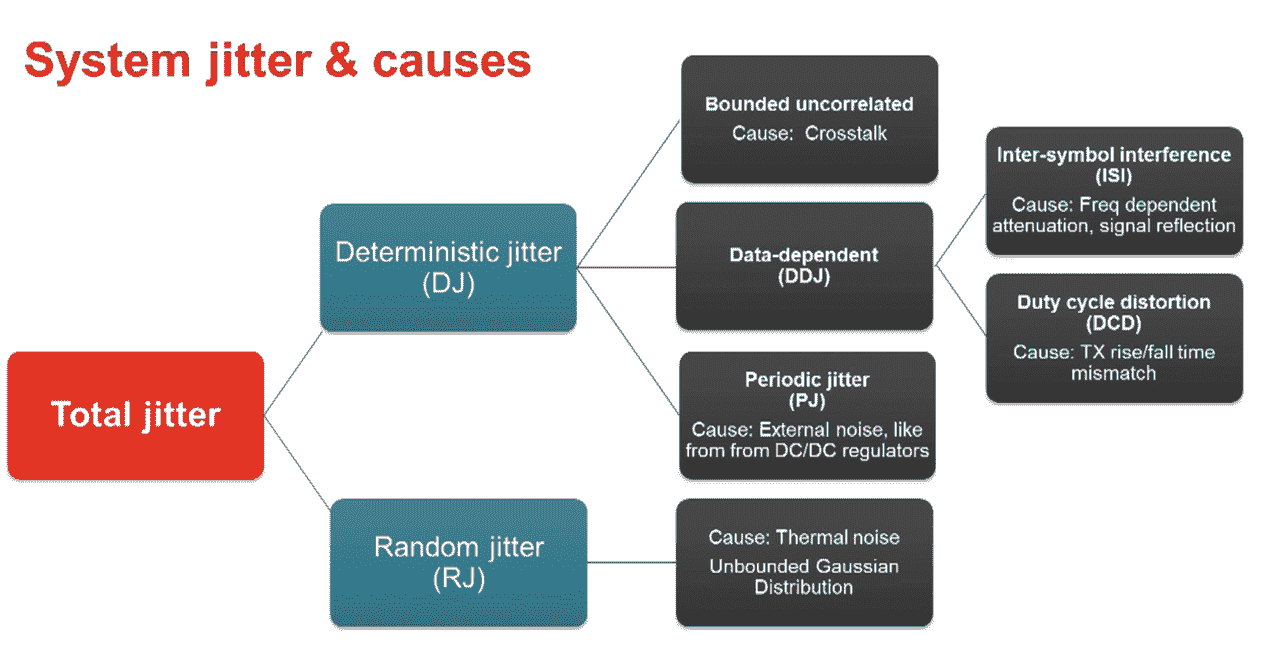 System jitter & causes
Total jitter
Deterministic jitter
(DJ)
Random jitter
(RJ)
Bounded uncorrelated
Cause:  Crosstalk
Data-dependent
(DDJ)
Periodic jitter
(PJ)
Cause: External noise, like
from from DC/DC regulators
Cause: Thermal noise
Unbounded Gaussian
Distribution
Inter-symbol interference
(ISI)
Cause: Freq dependent
attenuation, signal reflection
Duty cycle distortion
(DCD)
Cause: TX rise/fall time
mismatch